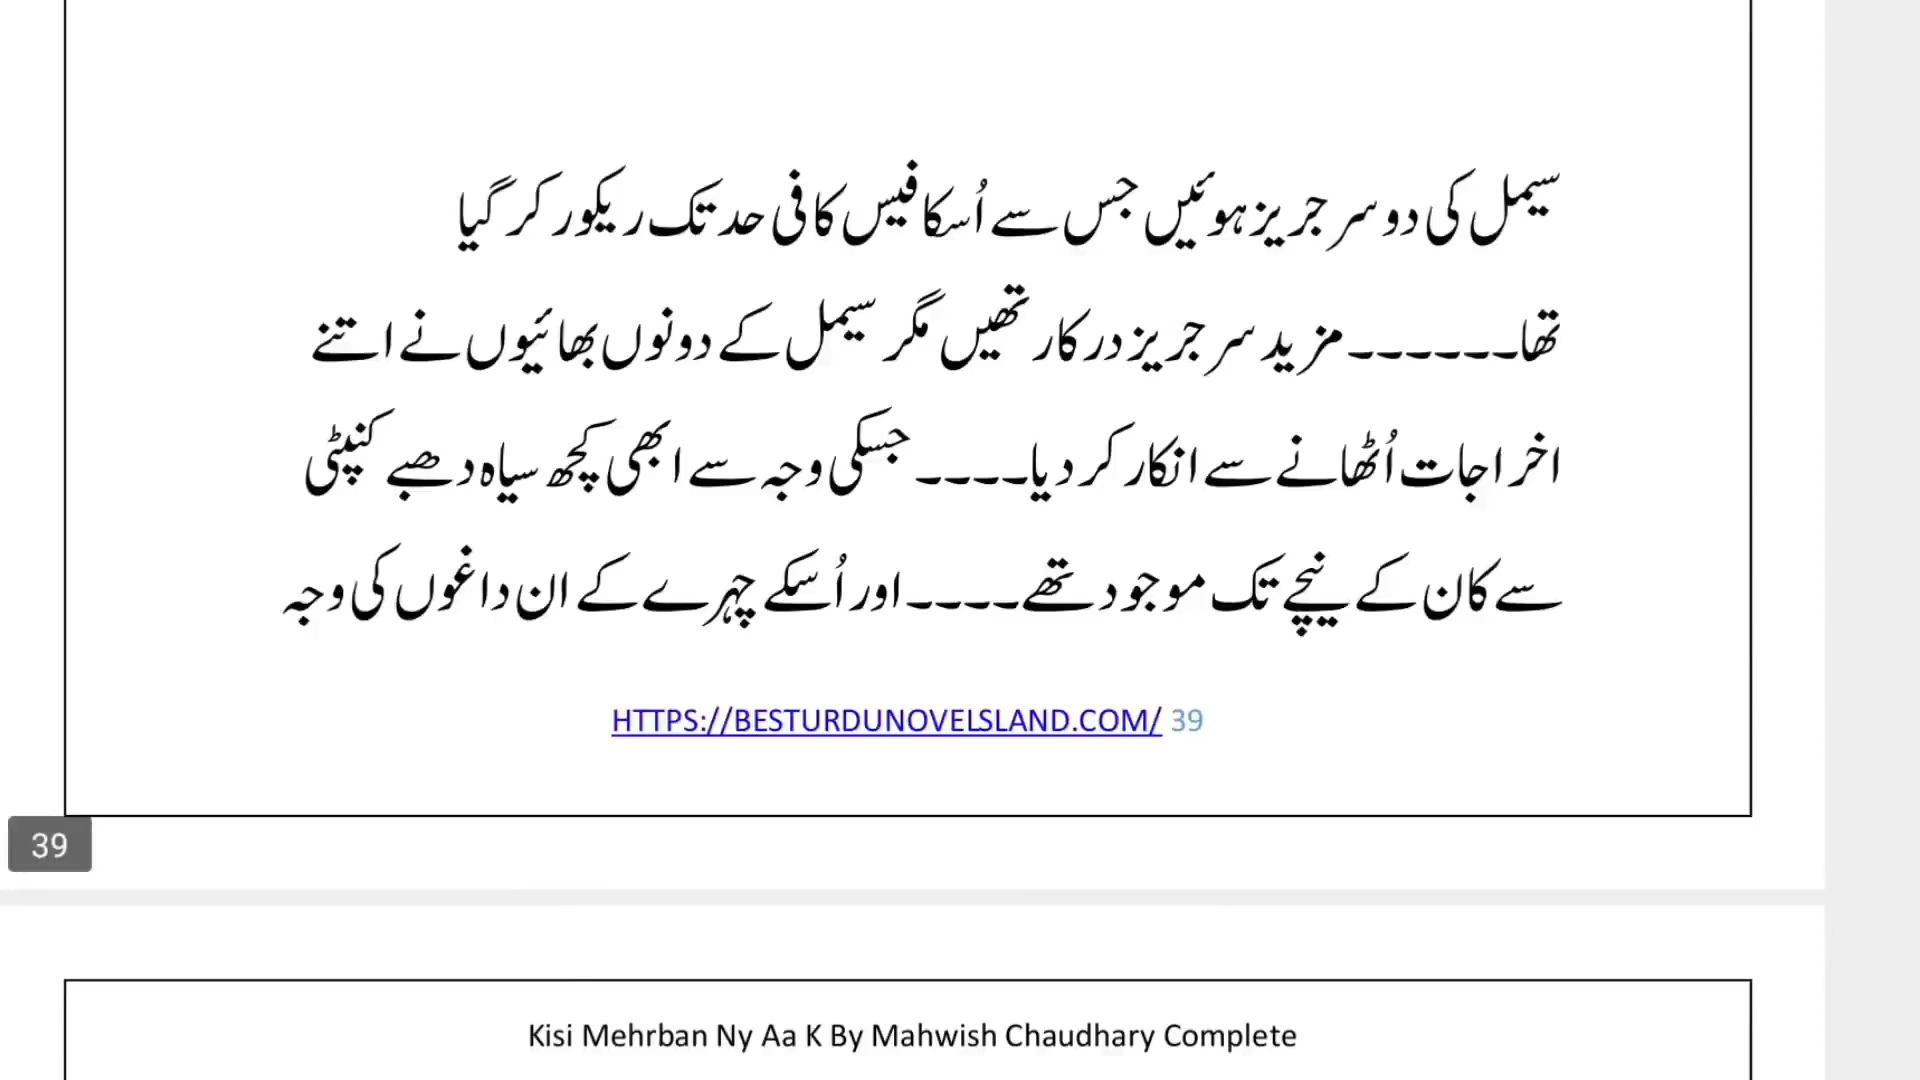 سیمل کی دو سرجریز ہوئیں جس سے اُسکا فیس کافی حد تک ریکور کر گیا
تھا۔۔۔۔۔۔ مزید سرجریز درکار تھیں مگر سیمل کے دونوں بھائیوں نے اتنے
اخراجات اُٹھانے سے انکار کر دیا۔۔۔۔ جسکی وجہ سے ابھی کچھ سیاہ دھبے کنپٹی
سے کان کے نیچے تک موجود تھے۔۔۔۔ اور اُسکے چہرے کے ان داغوں کی وجہ
HTTPS://BESTURDUNOVELSLAND.COM/ 39
39
Kisi Mehrban Ny Aa K By Mahwish Chaudhary Complete